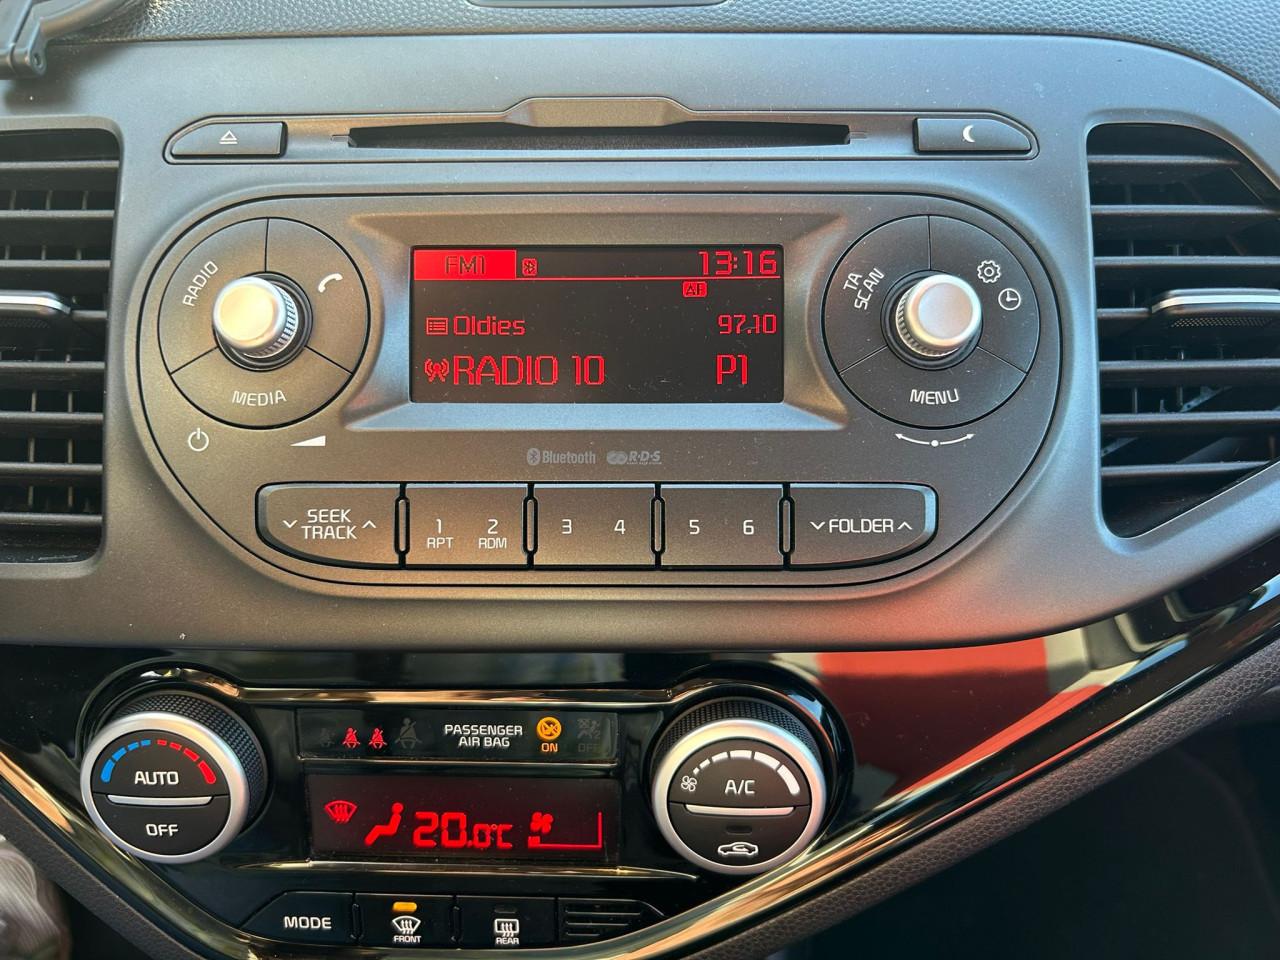 FM1 13:16
AF
Oldies 97.10
RADIO 10 P1
RADIO
MEDIA
TA
SCAN
MENU
Bluetooth R·D·S
SEEK
TRACK
1 2 3 4 5 6
RPT RDM
FOLDER
PASSENGER
AIR BAG
ON OFF
AUTO
OFF
20.0°C
A/C
MODE
FRONT
REAR